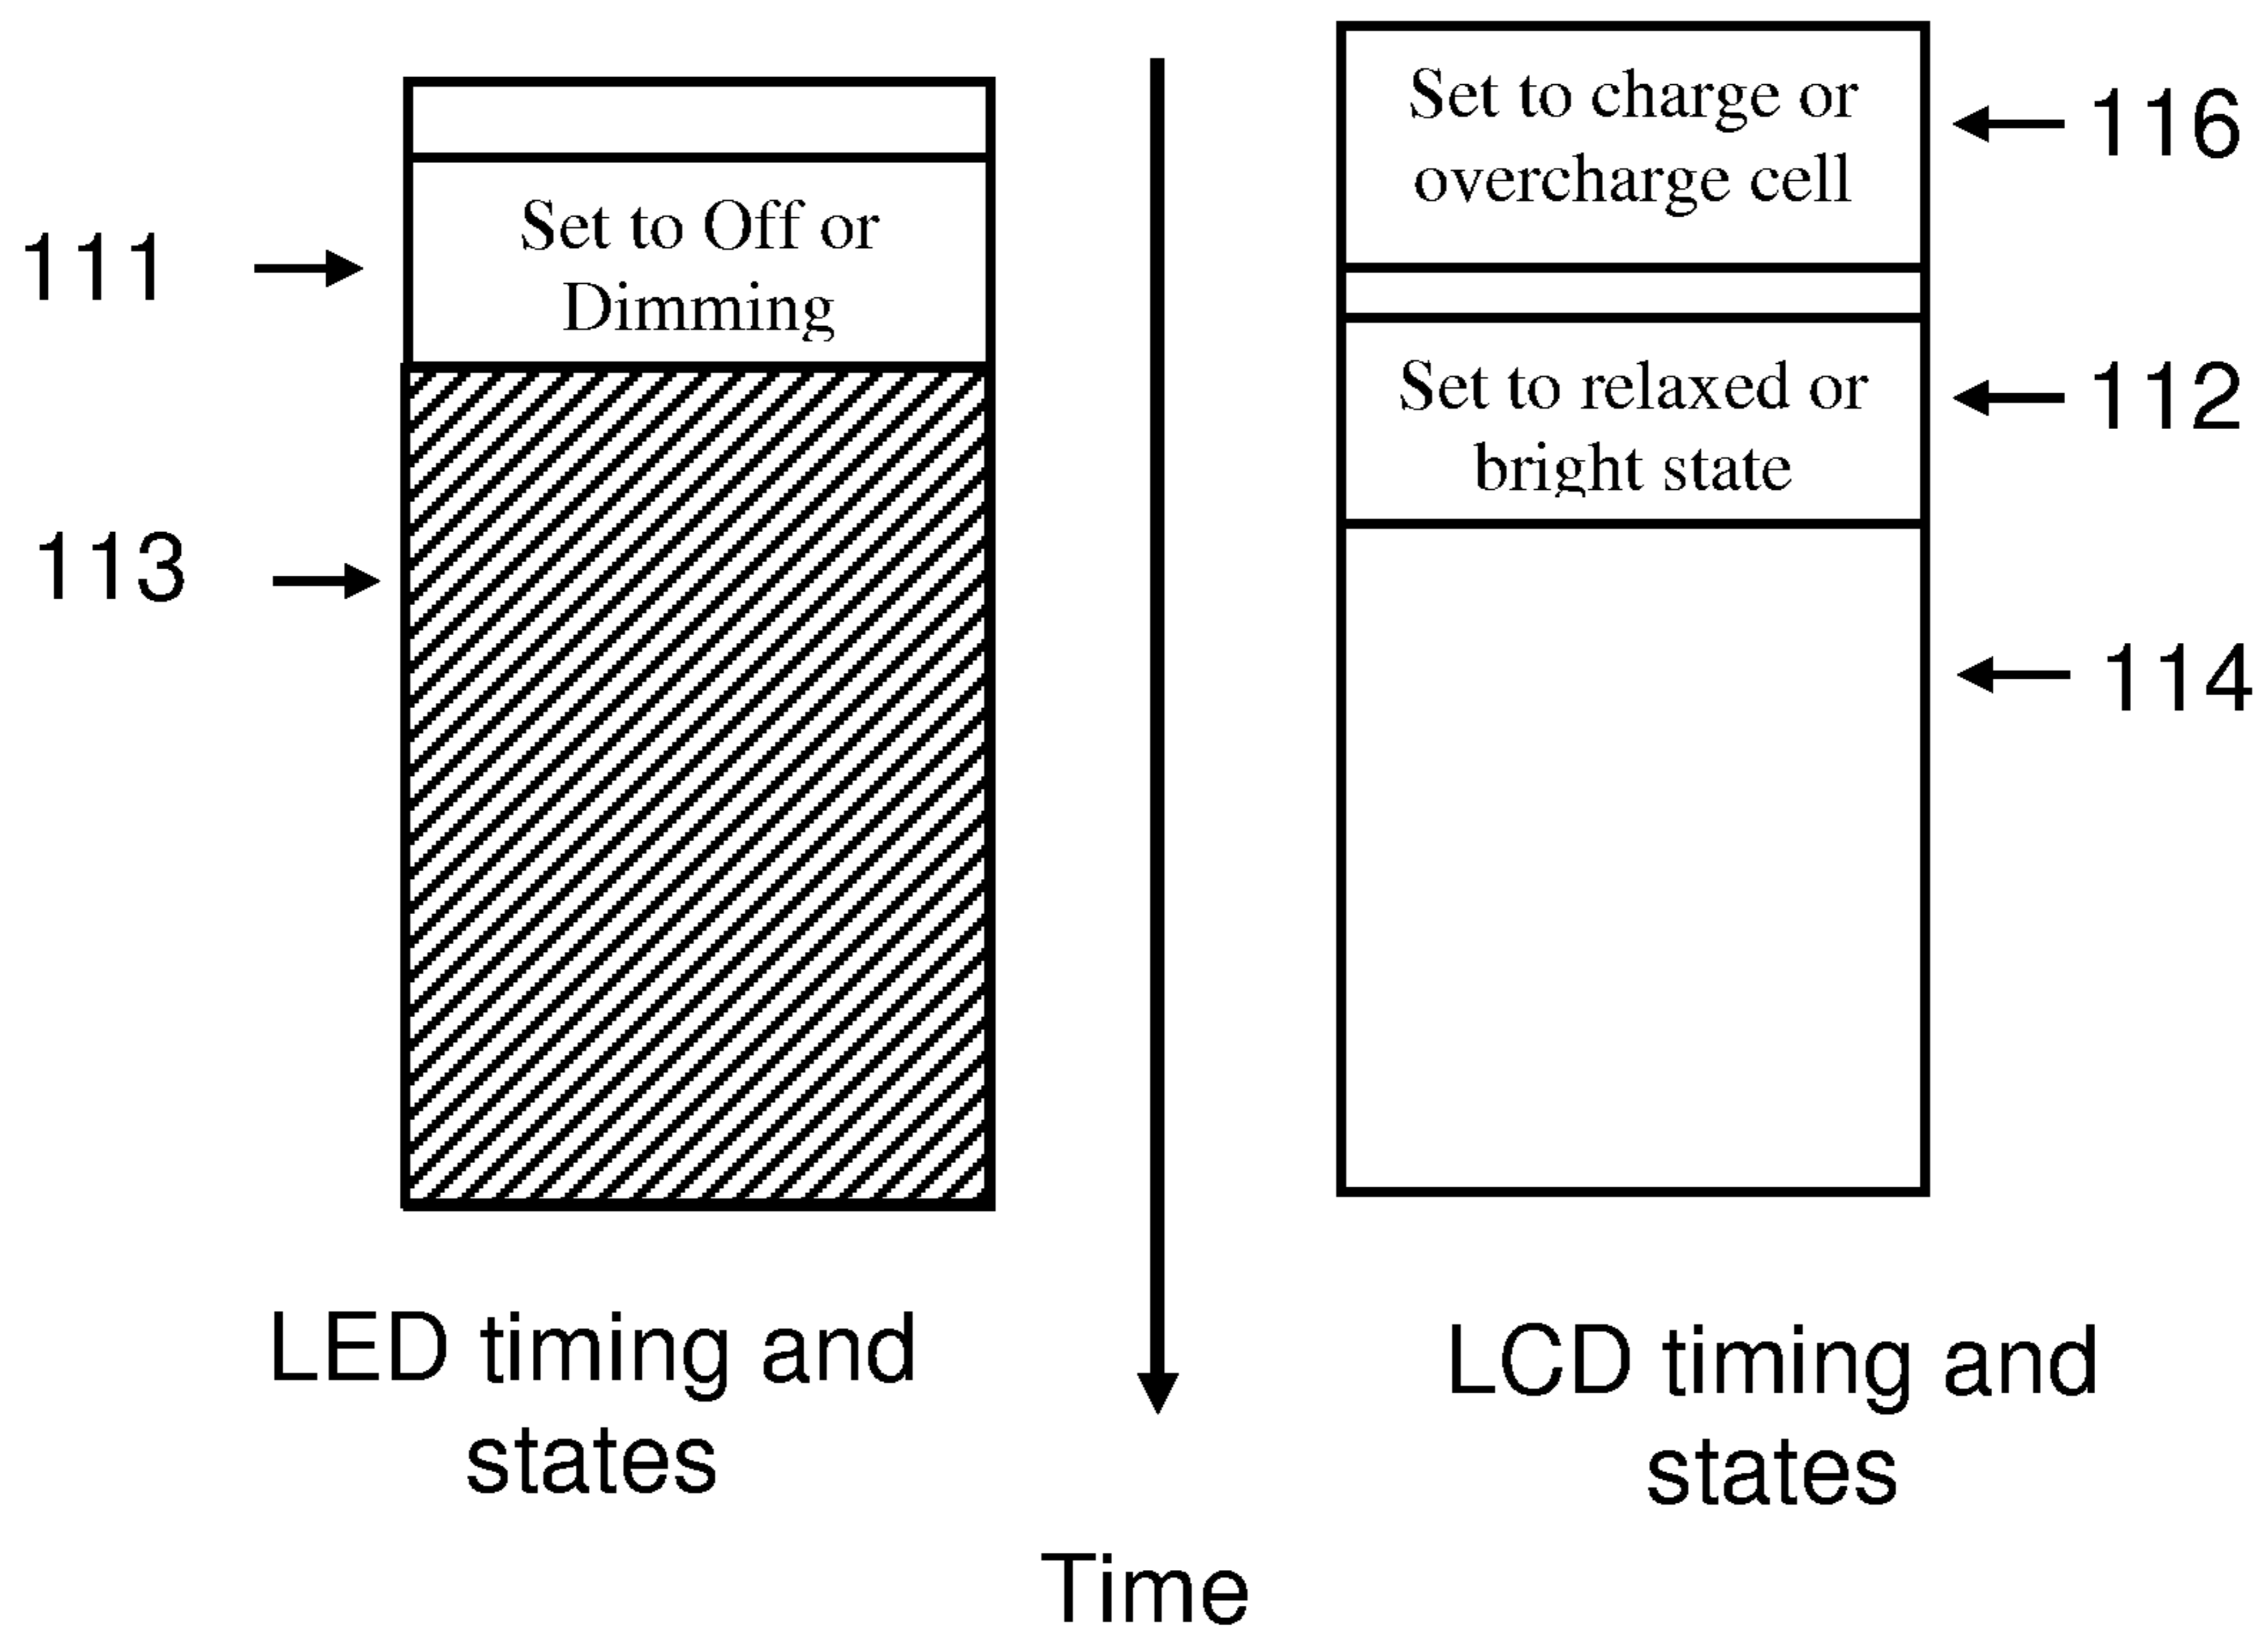 Set to charge or
overcharge cell
116
Set to Off or
Dimming
111
Set to relaxed or
bright state
112
113
114
LED timing and
states
LCD timing and
states
Time